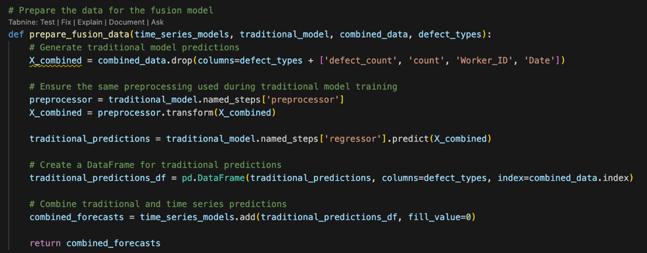 # Prepare the data for the fusion model
Tabnine: Test | Fix | Explain | Document | Ask
def prepare_fusion_data(time_series_models, traditional_model, combined_data, defect_types):
    # Generate traditional model predictions
    X_combined = combined_data.drop(columns=defect_types + ['defect_count', 'count', 'Worker_ID', 'Date'])
    # Ensure the same preprocessing used during traditional model training
    preprocessor = traditional_model.named_steps['preprocessor']
    X_combined = preprocessor.transform(X_combined)
    traditional_predictions = traditional_model.named_steps['regressor'].predict(X_combined)
    # Create a DataFrame for traditional predictions
    traditional_predictions_df = pd.DataFrame(traditional_predictions, columns=defect_types, index=combined_data.index)
    # Combine traditional and time series predictions
    combined_forecasts = time_series_models.add(traditional_predictions_df, fill_value=0)
    return combined_forecasts